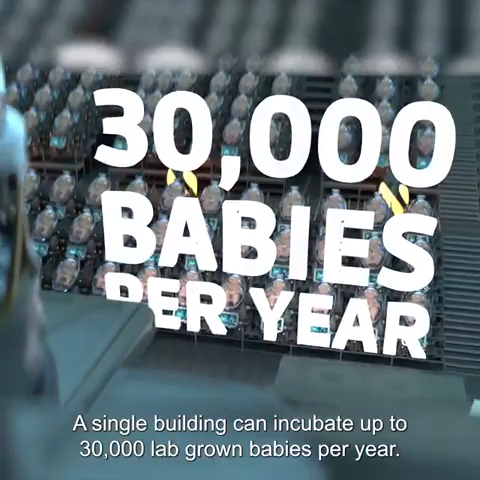 30,000
BABIES
PER YEAR
A single building can incubate up to
30,000 lab grown babies per year.